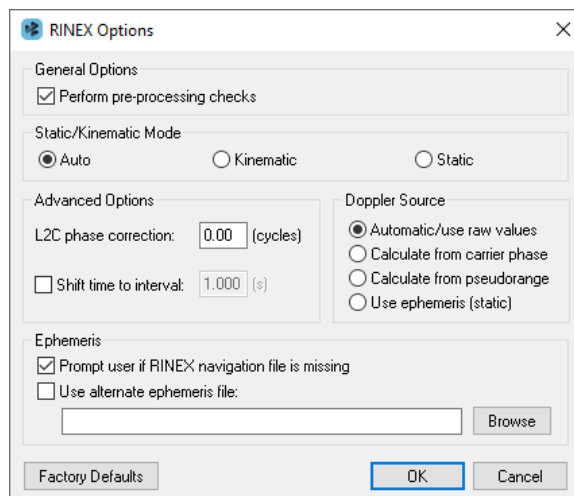 RINEX Options
General Options
Perform pre-processing checks
Static/Kinematic Mode
Auto Kinematic Static
Advanced Options
L2C phase correction: 0.00 (cycles)
Shift time to interval: 1.000 (s)
Doppler Source
Automatic/use raw values
Calculate from carrier phase
Calculate from pseudorange
Use ephemeris (static)
Ephemeris
Prompt user if RINEX navigation file is missing
Use alternate ephemeris file:
Browse
Factory Defaults OK Cancel